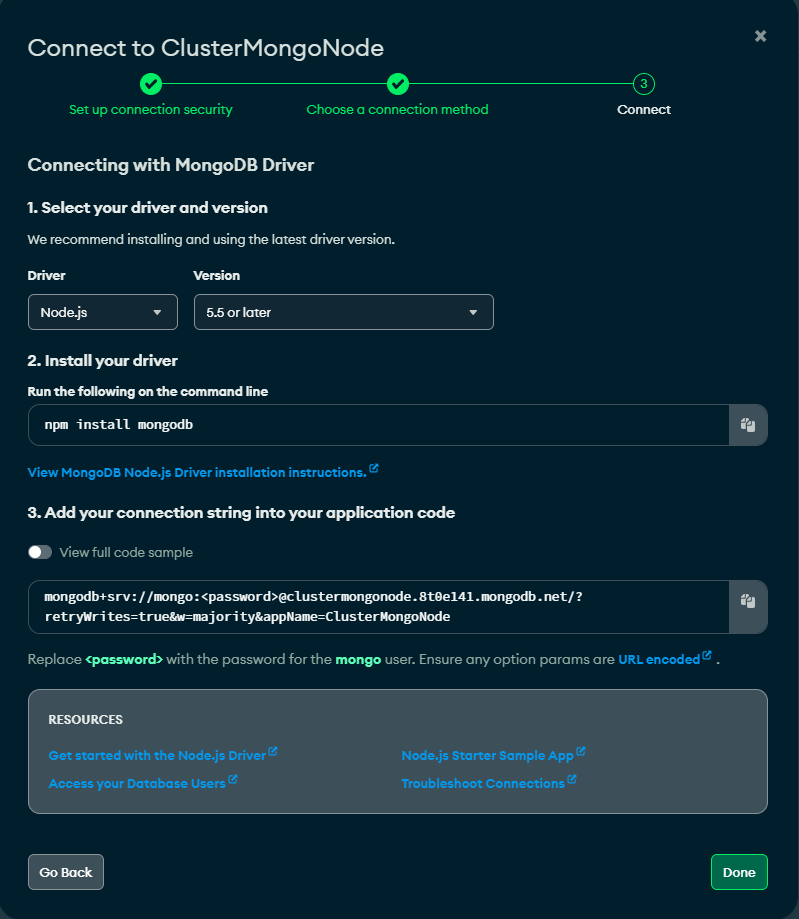 Connect to ClusterMongoNode
Set up connection security
Choose a connection method
3
Connect
Connecting with MongoDB Driver
1. Select your driver and version
We recommend installing and using the latest driver version.
Driver
Version
Node.js
5.5 or later
2. Install your driver
Run the following on the command line
npm install mongodb
View MongoDB Node.js Driver installation instructions.
3. Add your connection string into your application code
View full code sample
mongodb+srv://mongo:<password>@clustermongonode.8t0e141.mongodb.net/?
retryWrites=true&w=majority&appName=ClusterMongoNode
Replace <password> with the password for the mongo user. Ensure any option params are URL encoded .
RESOURCES
Get started with the Node.js Driver
Node.js Starter Sample App
Access your Database Users
Troubleshoot Connections
Go Back
Done